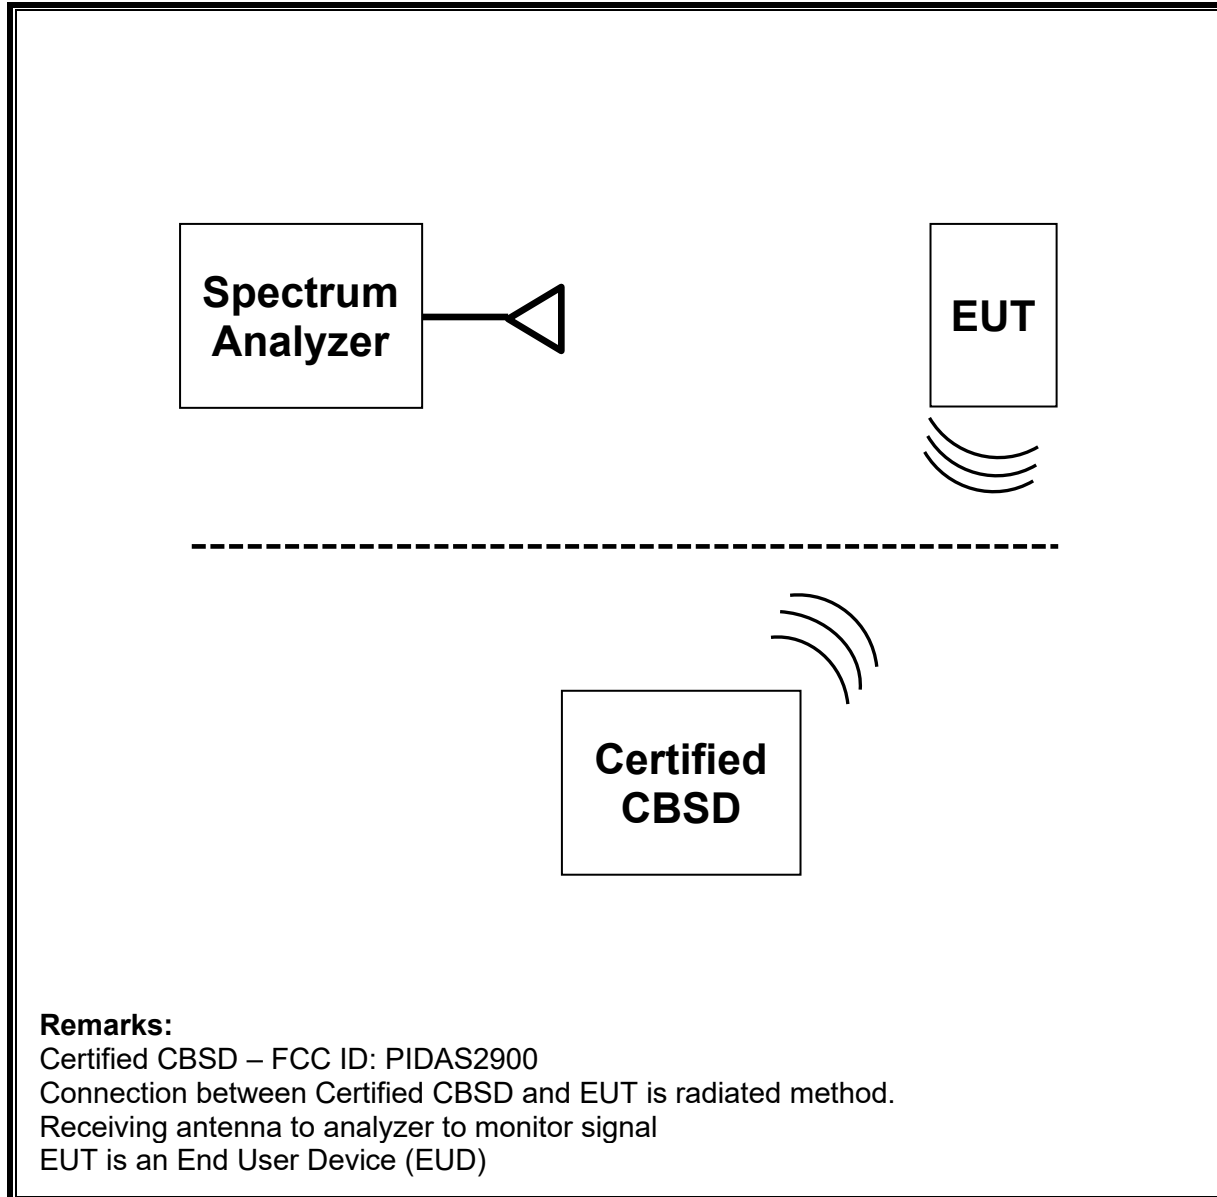 Spectrum
Analyzer
EUT
Certified
CBSD
Remarks:
Certified CBSD – FCC ID: PIDAS2900
Connection between Certified CBSD and EUT is radiated method.
Receiving antenna to analyzer to monitor signal
EUT is an End User Device (EUD)